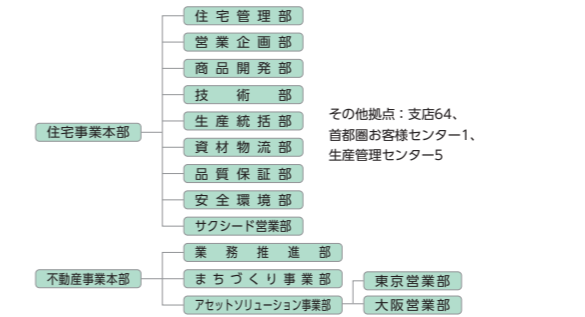 住宅事業本部
住宅管理部
営業企画部
商品開発部
技術部
生産統括部
資材物流部
品質保証部
安全環境部
サクシード営業部
その他拠点：支店64、
首都圏お客様センター1、
生産管理センター5
不動産事業本部
業務推進部
まちづくり事業部
アセットソリューション事業部
東京営業部
大阪営業部